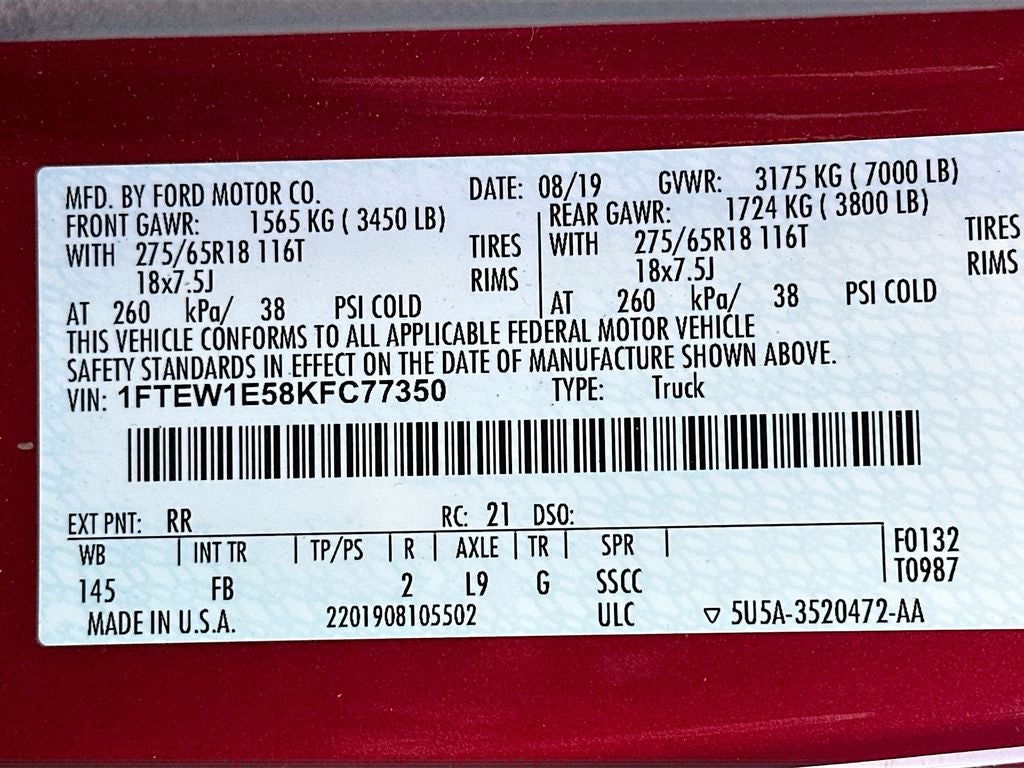 MFD. BY FORD MOTOR CO. DATE: 08/19 GVWR: 3175 KG ( 7000 LB)
FRONT GAWR: 1565 KG ( 3450 LB) REAR GAWR: 1724 KG ( 3800 LB)
WITH 275/65R18 116T TIRES WITH 275/65R18 116T TIRES
18x7.5J RIMS 18x7.5J RIMS
AT 260 kPa/ 38 PSI COLD AT 260 kPa/ 38 PSI COLD
THIS VEHICLE CONFORMS TO ALL APPLICABLE FEDERAL MOTOR VEHICLE
SAFETY STANDARDS IN EFFECT ON THE DATE OF MANUFACTURE SHOWN ABOVE.
VIN: 1FTEW1E58KFC77350 TYPE: Truck
EXT PNT: RR RC: 21 DSO:
WB INT TR TP/PS R AXLE TR SPR F0132
145 FB 2 L9 G SSCC T0987
MADE IN U.S.A. 2201908105502 ULC ▽ 5U5A-3520472-AA